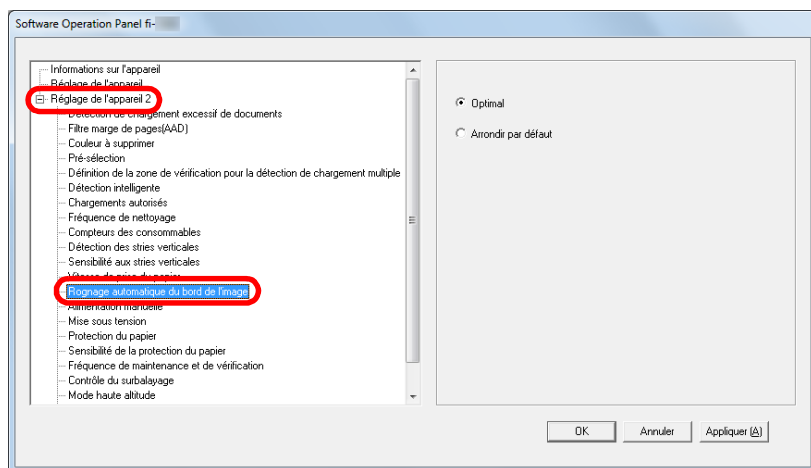 Software Operation Panel fi-
Informations sur l'appareil
Réglage de l'appareil
Réglage de l'appareil 2
Détection de chargement excessif de documents
Filtre marge de pages(AAD)
Couleur à supprimer
Pré-sélection
Définition de la zone de vérification pour la détection de chargement multiple
Détection intelligente
Chargements autorisés
Fréquence de nettoyage
Compteurs des consommables
Détection des stries verticales
Sensibilité aux stries verticales
Vitesse de prise du papier
Rognage automatique du bord de l'image
Alimentation manuelle
Mise sous tension
Protection du papier
Sensibilité de la protection du papier
Fréquence de maintenance et de vérification
Contrôle du surbalayage
Mode haute altitude
Optimal
Arrondir par défaut
OK
Annuler
Appliquer (A)